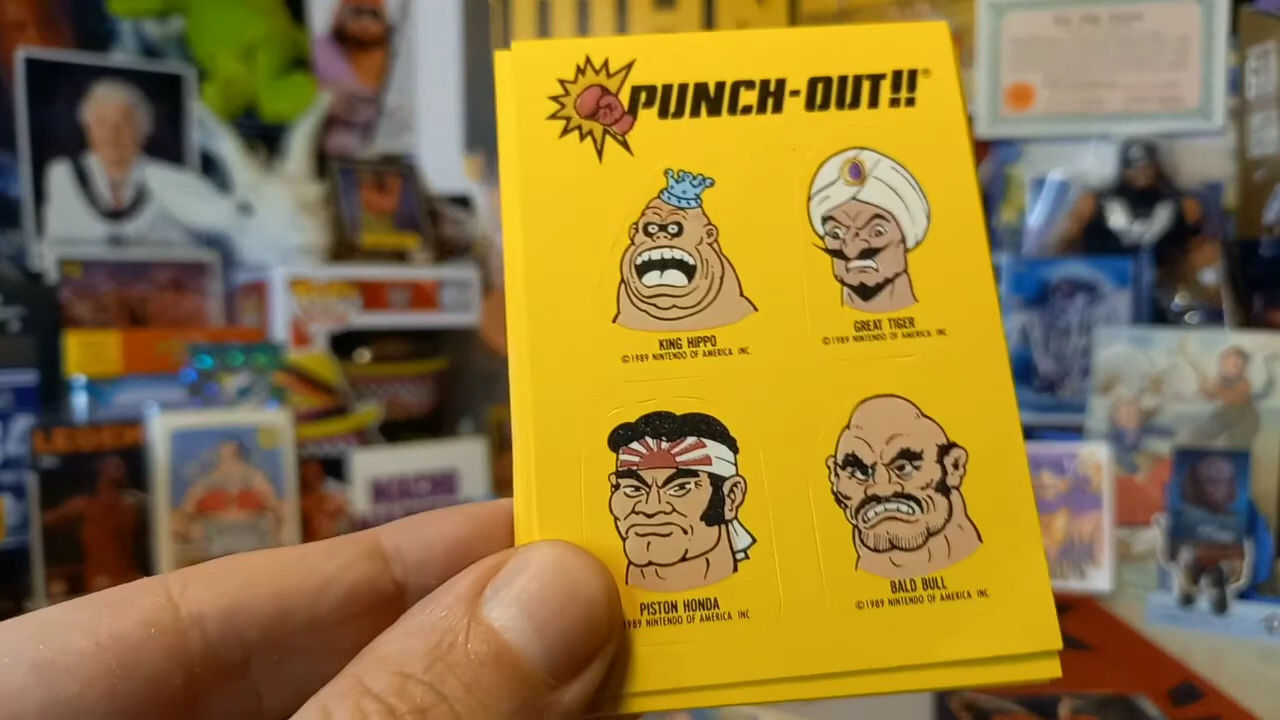 PUNCH-OUT!!®
KING HIPPO
©1989 NINTENDO OF AMERICA INC
GREAT TIGER
©1989 NINTENDO OF AMERICA INC
PISTON HONDA
1989 NINTENDO OF AMERICA INC
BALD BULL
©1989 NINTENDO OF AMERICA INC